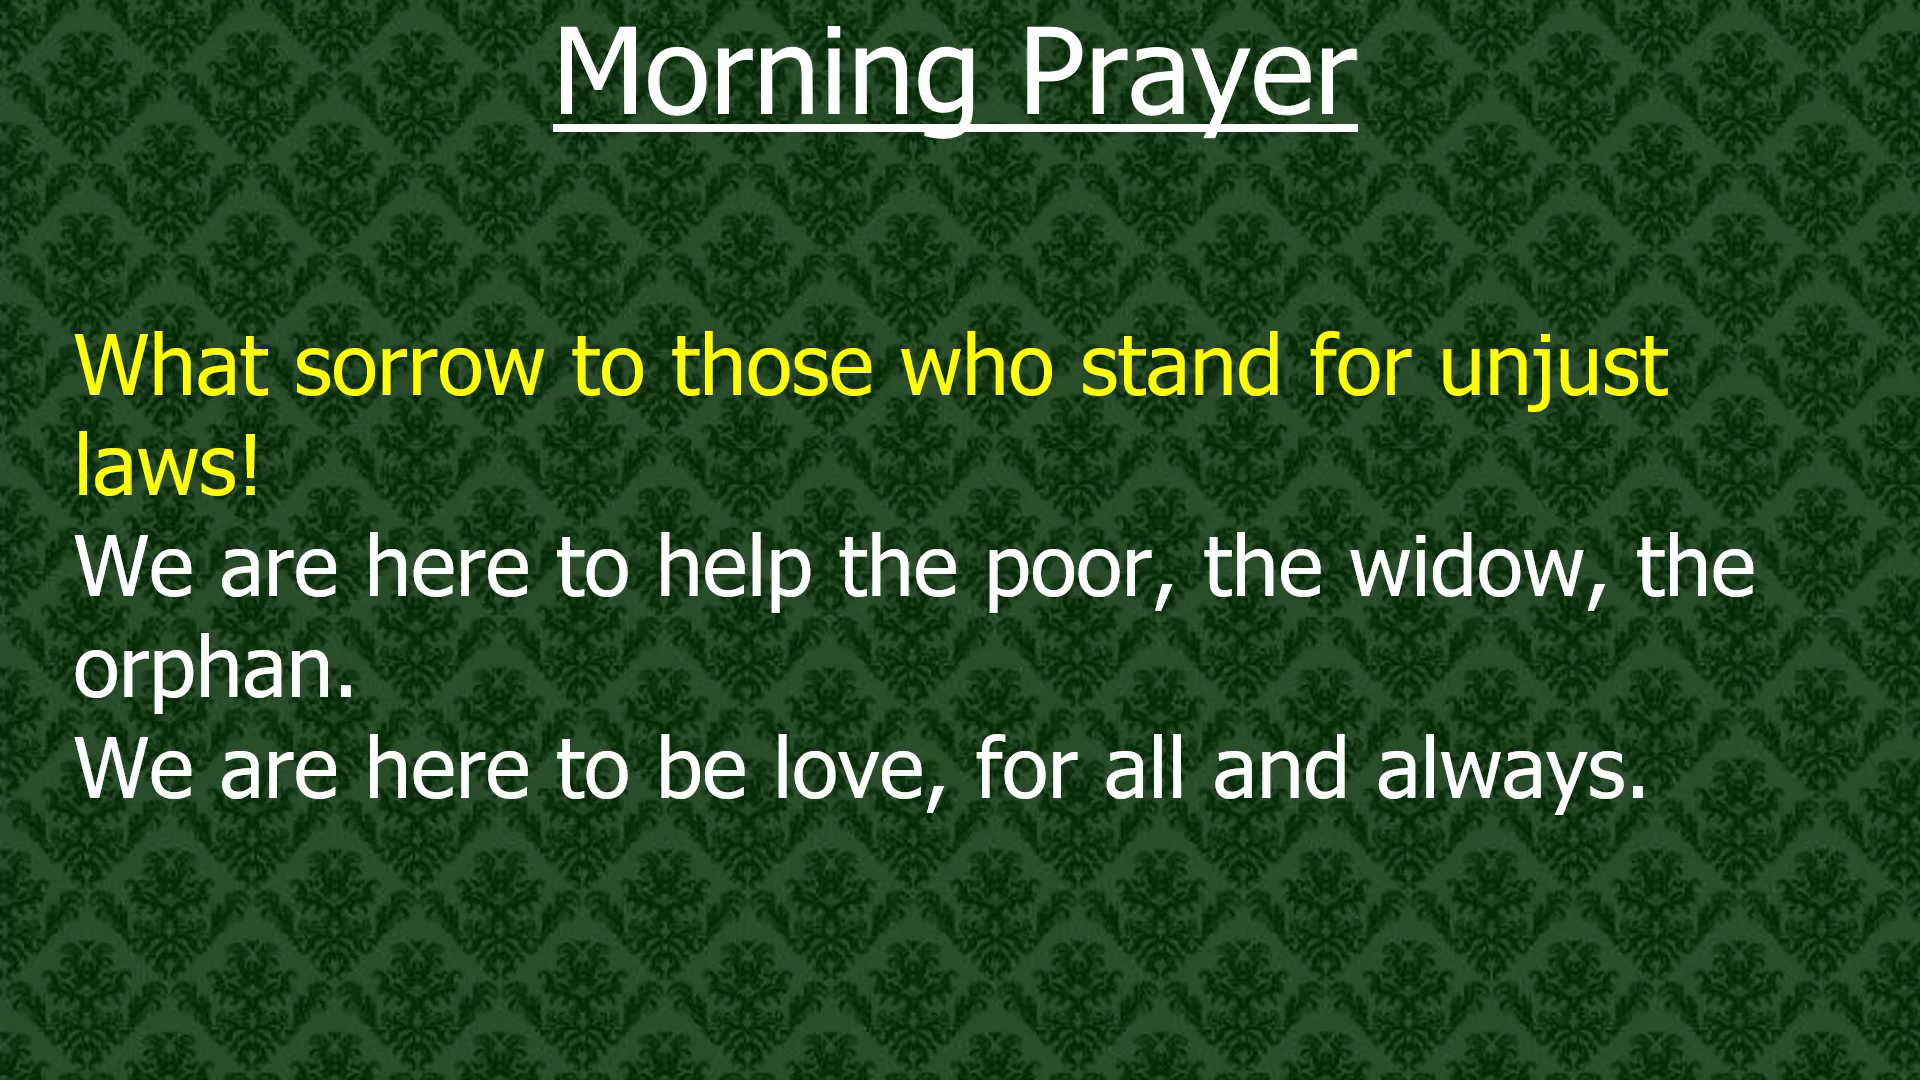 Morning Prayer
What sorrow to those who stand for unjust
laws!
We are here to help the poor, the widow, the
orphan.
We are here to be love, for all and always.